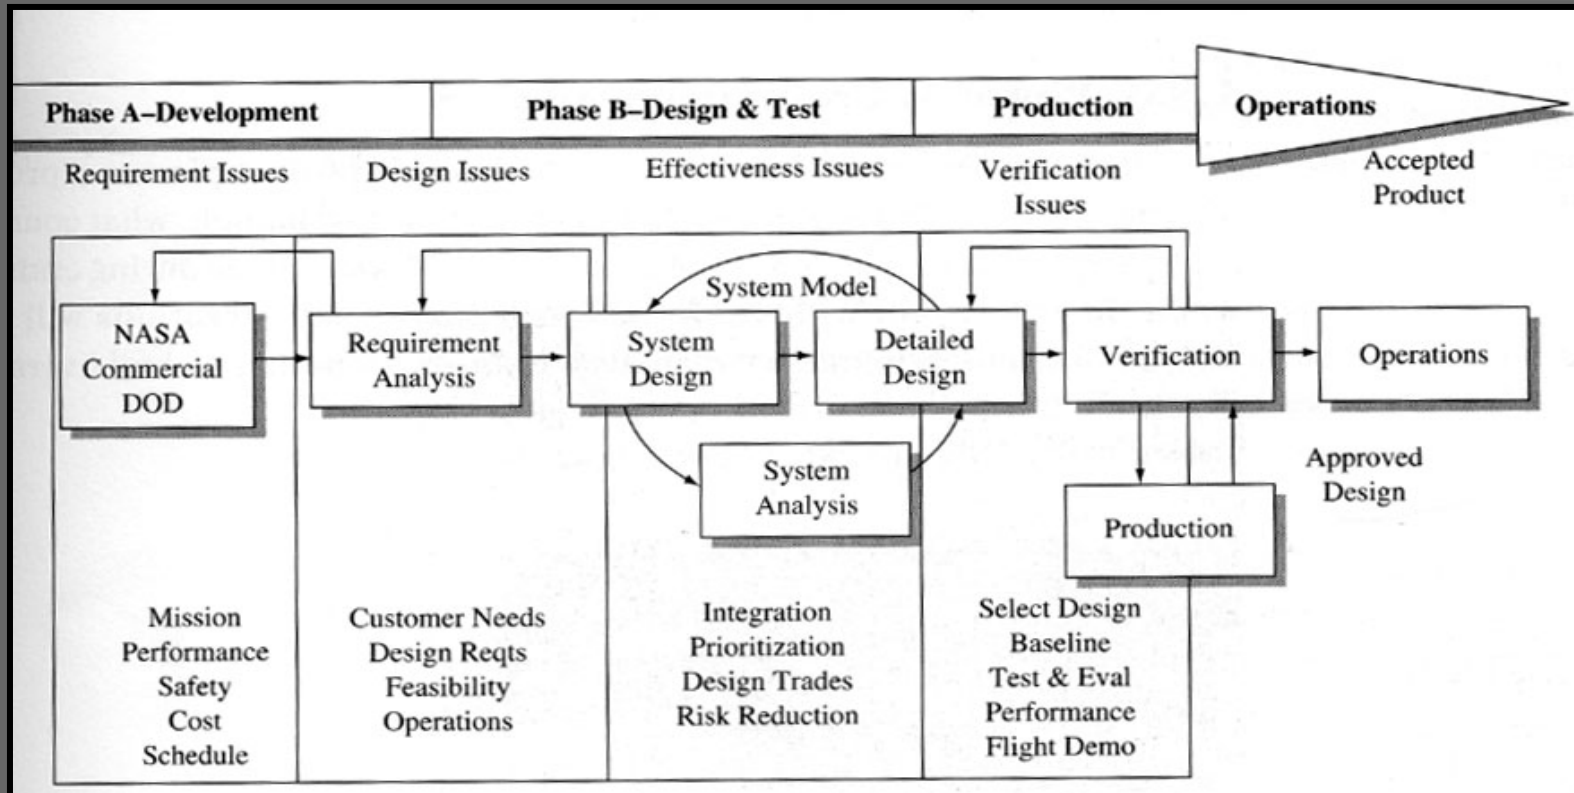 Phase A–Development
Phase B–Design & Test
Production
Operations
Requirement Issues
Design Issues
Effectiveness Issues
Verification
Issues
Accepted
Product
System Model
NASA
Commercial
DOD
Requirement
Analysis
System
Design
Detailed
Design
Verification
Operations
System
Analysis
Production
Approved
Design
Mission
Performance
Safety
Cost
Schedule
Customer Needs
Design Reqts
Feasibility
Operations
Integration
Prioritization
Design Trades
Risk Reduction
Select Design
Baseline
Test & Eval
Performance
Flight Demo